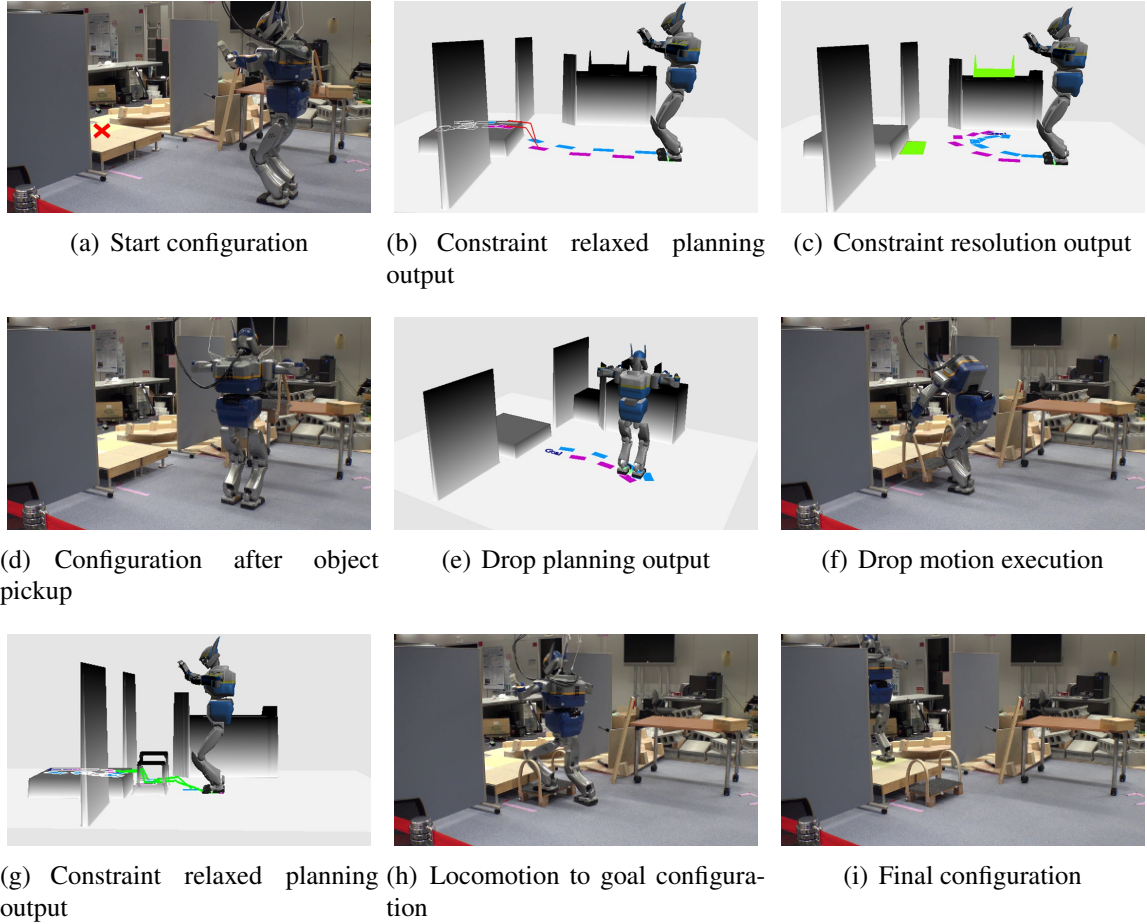 (a) Start configuration
(b) Constraint relaxed planning
output
(c) Constraint resolution output
(d) Configuration after object
pickup
Goal
(e) Drop planning output
(f) Drop motion execution
(g) Constraint relaxed planning
output
(h) Locomotion to goal configura-
tion
(i) Final configuration